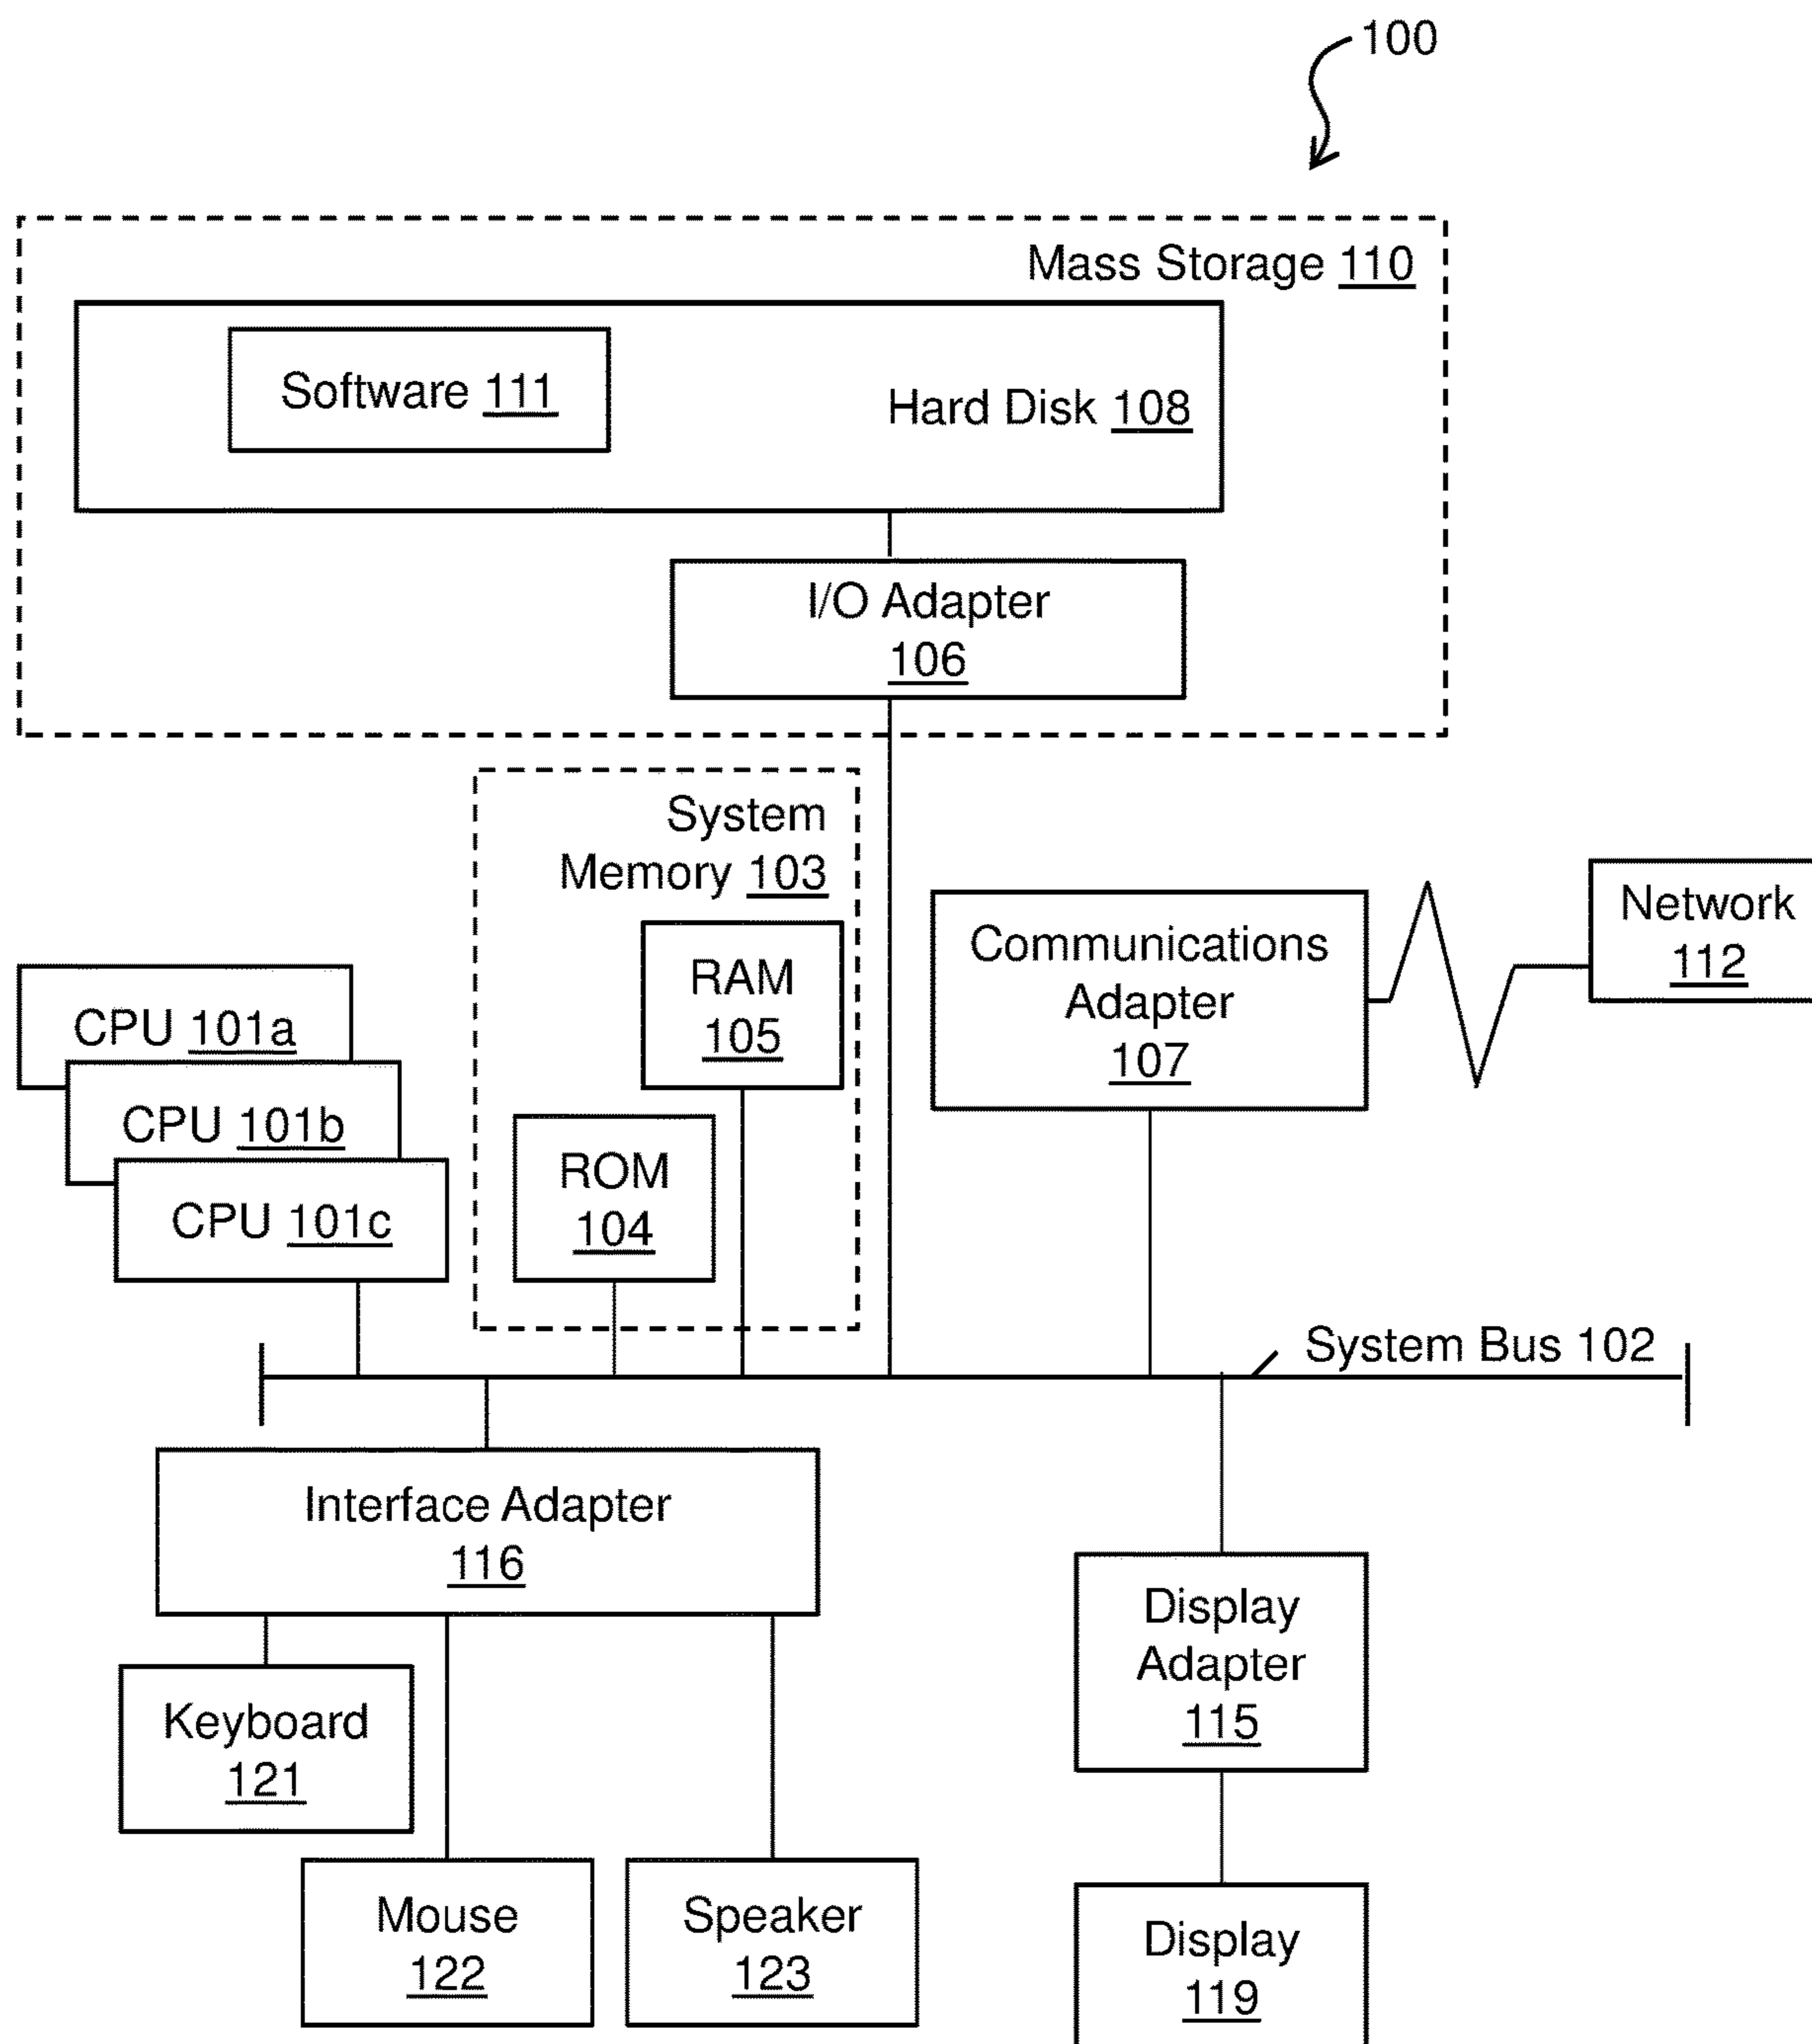 100
Mass Storage 110
Software 111
Hard Disk 108
I/O Adapter
106
System
Memory 103
RAM
105
ROM
104
Communications
Adapter
107
Network
112
CPU 101a
CPU 101b
CPU 101c
System Bus 102
Interface Adapter
116
Display
Adapter
115
Keyboard
121
Mouse
122
Speaker
123
Display
119